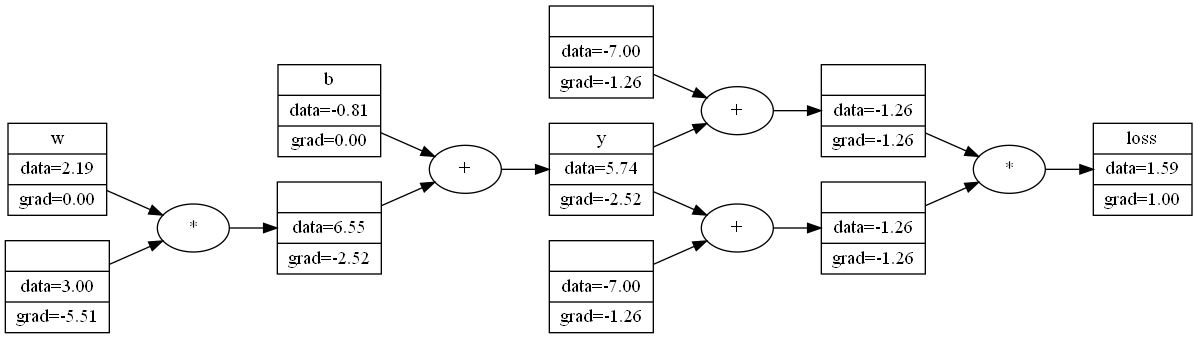 w
data=2.19
grad=0.00
data=3.00
grad=-5.51
*
b
data=-0.81
grad=0.00
data=6.55
grad=-2.52
+
data=-7.00
grad=-1.26
y
data=5.74
grad=-2.52
data=-7.00
grad=-1.26
+
+
data=-1.26
grad=-1.26
data=-1.26
grad=-1.26
*
loss
data=1.59
grad=1.00